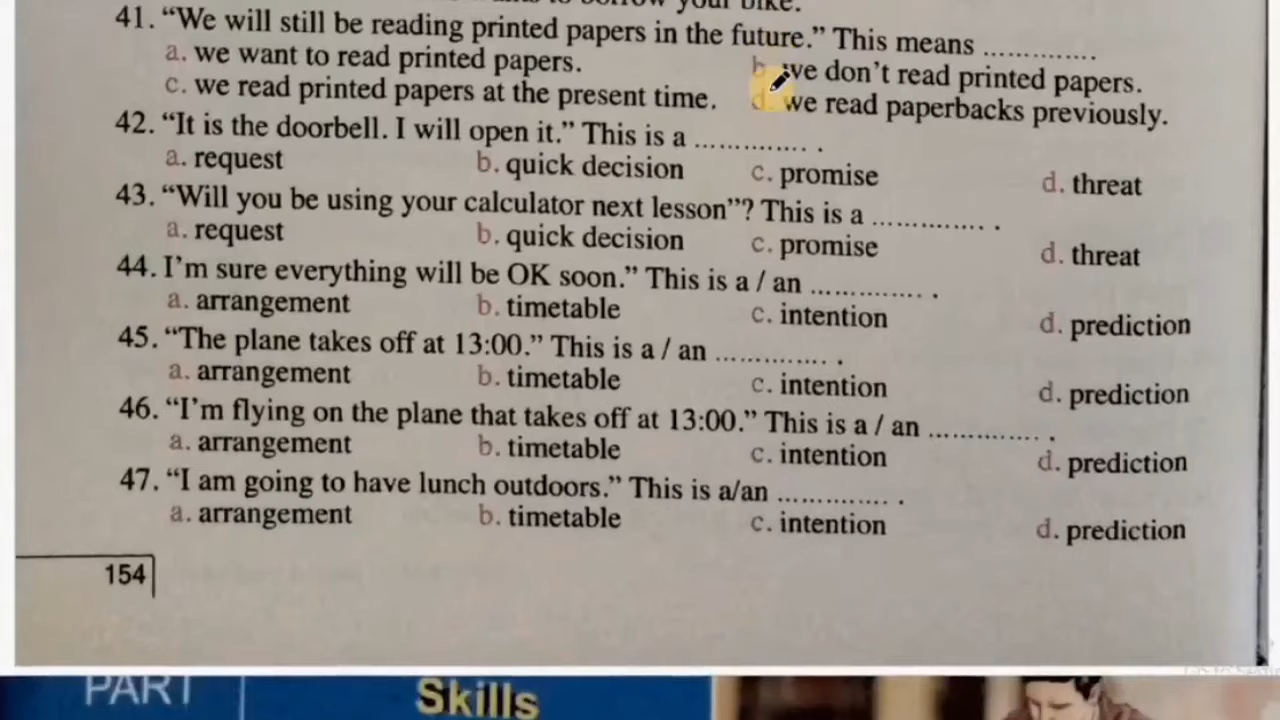 borrow your bike.
41. “We will still be reading printed papers in the future.” This means ..............
a. we want to read printed papers. b. we don't read printed papers.
c. we read printed papers at the present time. d. we read paperbacks previously.
42. “It is the doorbell. I will open it.” This is a .............. .
a. request b. quick decision c. promise d. threat
43. “Will you be using your calculator next lesson”? This is a .............. .
a. request b. quick decision c. promise d. threat
44. I'm sure everything will be OK soon.” This is a / an .............. .
a. arrangement b. timetable c. intention d. prediction
45. “The plane takes off at 13:00.” This is a / an .............. .
a. arrangement b. timetable c. intention d. prediction
46. “I'm flying on the plane that takes off at 13:00.” This is a / an .............. .
a. arrangement b. timetable c. intention d. prediction
47. “I am going to have lunch outdoors.” This is a/an .............. .
a. arrangement b. timetable c. intention d. prediction
154
PART Skills